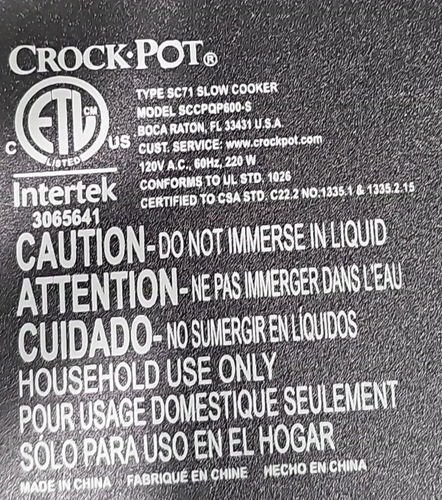 CROCK•POT®
TYPE SC71 SLOW COOKER
MODEL SCCPQP600-S
BOCA RATON, FL 33431 U.S.A.
CUST. SERVICE: www.crockpot.com
120V A.C., 60Hz, 220 W
CONFORMS TO UL STD. 1026
CERTIFIED TO CSA STD. C22.2 NO:1335.1 & 1335.2.15
C ETL CM US
LISTED
Intertek
3065641
CAUTION-DO NOT IMMERSE IN LIQUID
ATTENTION-NE PAS IMMERGER DANS L'EAU
CUIDADO-NO SUMERGIR EN LÍQUIDOS
HOUSEHOLD USE ONLY
POUR USAGE DOMESTIQUE SEULEMENT
SÓLO PARA USO EN EL HOGAR
MADE IN CHINA FABRIQUÉ EN CHINE HECHO EN CHINA